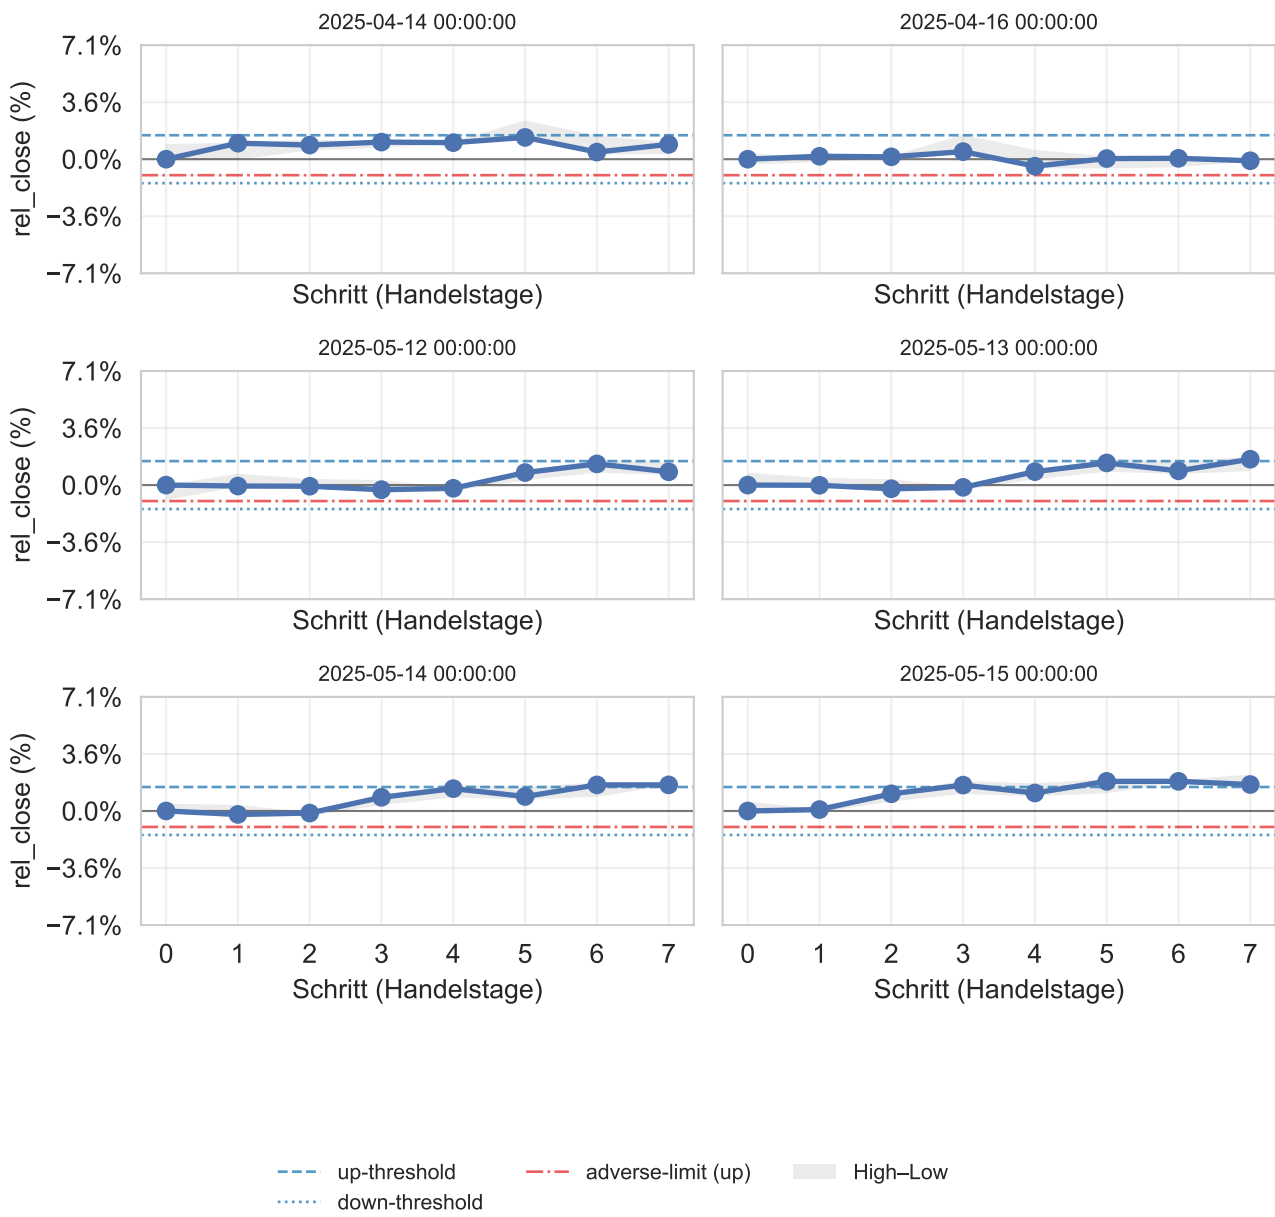 2025-04-14 00:00:00
2025-04-16 00:00:00
7.1%
3.6%
0.0%
−3.6%
−7.1%
rel_close (%)
Schritt (Handelstage)
Schritt (Handelstage)
2025-05-12 00:00:00
2025-05-13 00:00:00
7.1%
3.6%
0.0%
−3.6%
−7.1%
rel_close (%)
Schritt (Handelstage)
Schritt (Handelstage)
2025-05-14 00:00:00
2025-05-15 00:00:00
7.1%
3.6%
0.0%
−3.6%
−7.1%
rel_close (%)
0 1 2 3 4 5 6 7
0 1 2 3 4 5 6 7
Schritt (Handelstage)
Schritt (Handelstage)
up-threshold
down-threshold
adverse-limit (up)
High–Low